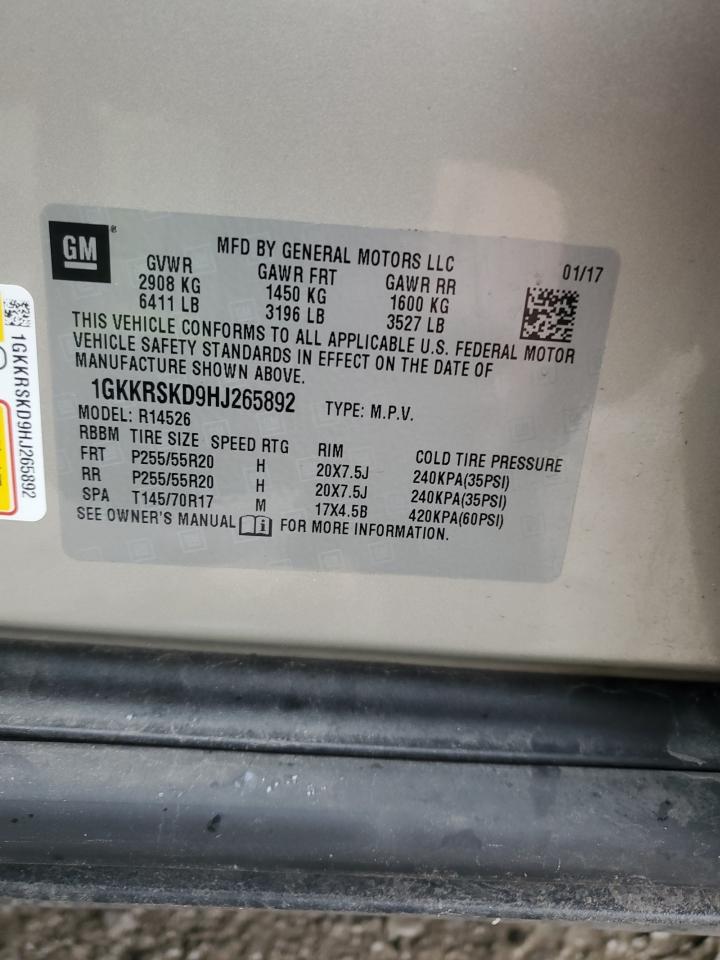 GM
MFD BY GENERAL MOTORS LLC
01/17
GVWR GAWR FRT GAWR RR
2908 KG 1450 KG 1600 KG
6411 LB 3196 LB 3527 LB
THIS VEHICLE CONFORMS TO ALL APPLICABLE U.S. FEDERAL MOTOR
VEHICLE SAFETY STANDARDS IN EFFECT ON THE DATE OF
MANUFACTURE SHOWN ABOVE.
1GKKRSKD9HJ265892 TYPE: M.P.V.
MODEL: R14526
RBBM TIRE SIZE SPEED RTG RIM COLD TIRE PRESSURE
FRT P255/55R20 H 20X7.5J 240KPA(35PSI)
RR P255/55R20 H 20X7.5J 240KPA(35PSI)
SPA T145/70R17 M 17X4.5B 420KPA(60PSI)
SEE OWNER'S MANUAL FOR MORE INFORMATION.
1GKKRSKD9HJ265892